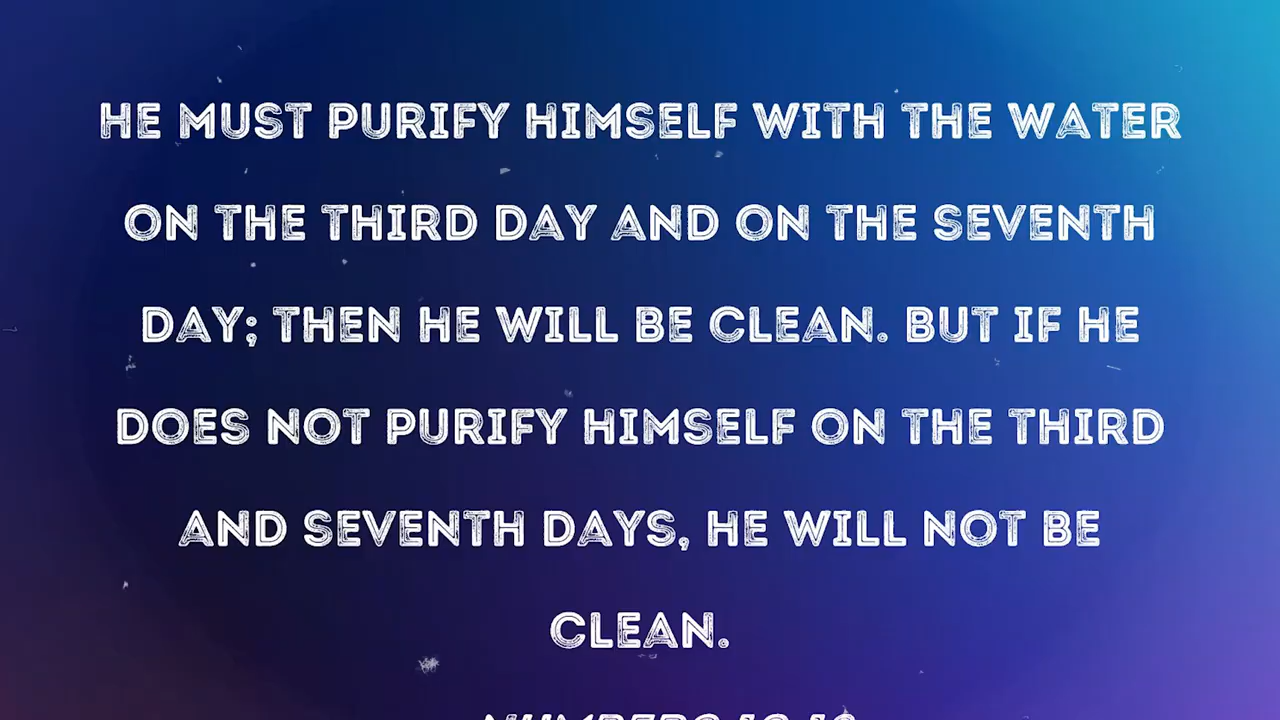 HE MUST PURIFY HIMSELF WITH THE WATER
ON THE THIRD DAY AND ON THE SEVENTH
DAY; THEN HE WILL BE CLEAN. BUT IF HE
DOES NOT PURIFY HIMSELF ON THE THIRD
AND SEVENTH DAYS, HE WILL NOT BE
CLEAN.
NUMBERS